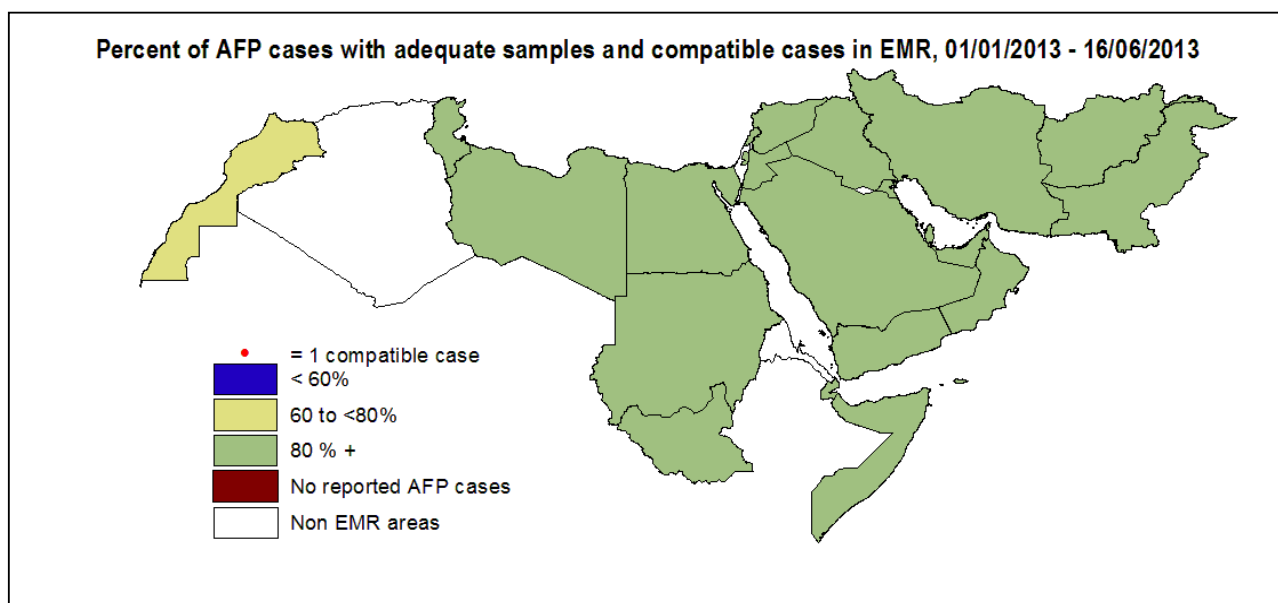 Percent of AFP cases with adequate samples and compatible cases in EMR, 01/01/2013 - 16/06/2013
= 1 compatible case
< 60%
60 to <80%
80 % +
No reported AFP cases
Non EMR areas